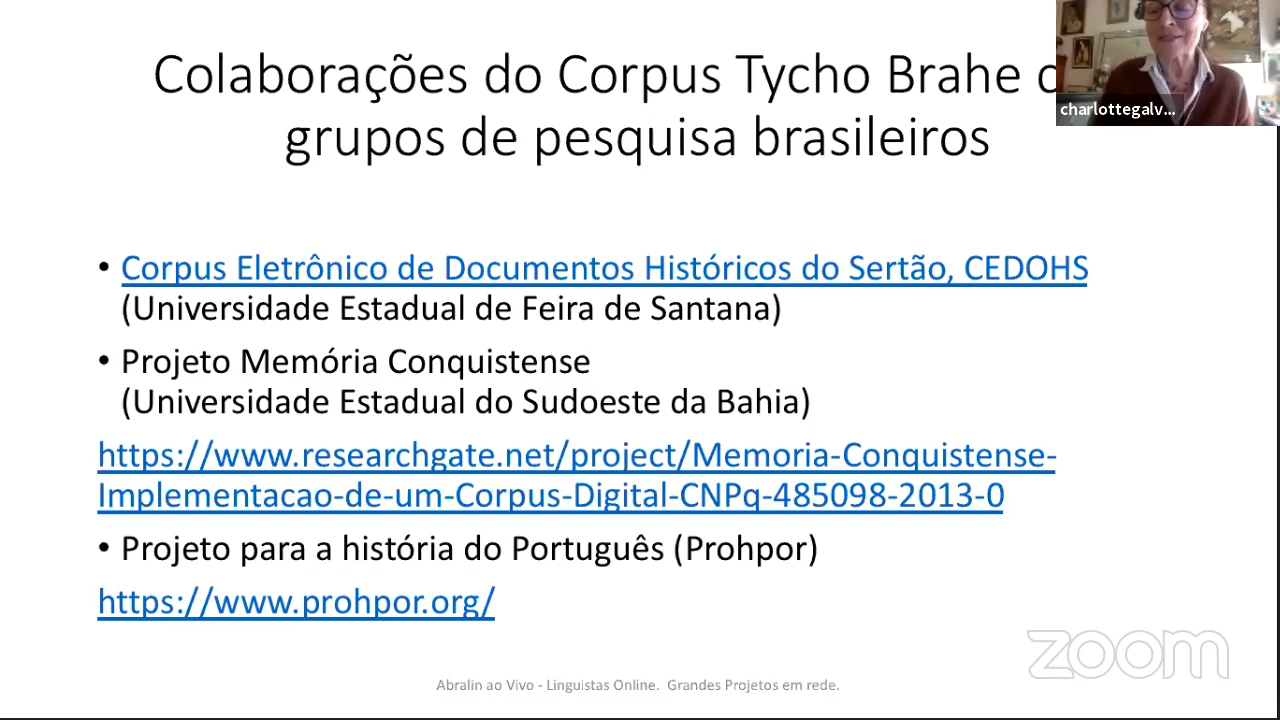 Colaborações do Corpus Tycho Brahe
grupos de pesquisa brasileiros
charlottegalv...
• Corpus Eletrônico de Documentos Históricos do Sertão, CEDOHS
(Universidade Estadual de Feira de Santana)
• Projeto Memória Conquistense
(Universidade Estadual do Sudoeste da Bahia)
https://www.researchgate.net/project/Memoria-Conquistense-
Implementacao-de-um-Corpus-Digital-CNPq-485098-2013-0
• Projeto para a história do Português (Prohpor)
https://www.prohpor.org/
zoom
Abralin ao Vivo - Linguistas Online. Grandes Projetos em rede.